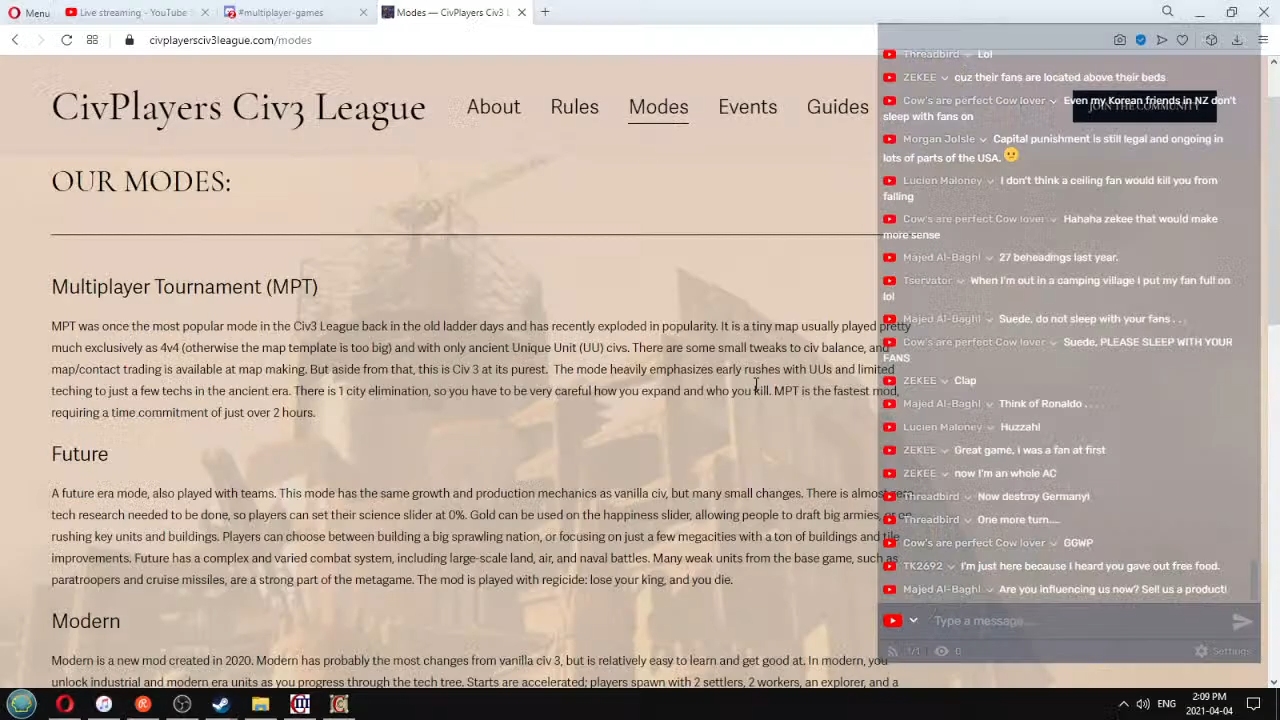 Menu
Live streaming - YouTube
#multiplayer-games
Modes — CivPlayers Civ3 L
civplayersciv3league.com/modes
CivPlayers Civ3 League
About
Rules
Modes
Events
Guides
JOIN THE COMMUNITY
OUR MODES:
Multiplayer Tournament (MPT)
MPT was once the most popular mode in the Civ3 League back in the old ladder days and has recently exploded in popularity. It is a tiny map usually played pretty
much exclusively as 4v4 (otherwise the map template is too big) and with only ancient Unique Unit (UU) civs. There are some small tweaks to civ balance, and
map/contact trading is available at map making. But aside from that, this is Civ 3 at its purest. The mode heavily emphasizes early rushes with UUs and limited
teching to just a few techs in the ancient era. There is 1 city elimination, so you have to be very careful how you expand and who you kill. MPT is the fastest mod,
requiring a time commitment of just over 2 hours.
Future
A future era mode, also played with teams. This mode has the same growth and production mechanics as vanilla civ, but many small changes. There is almost
tech research needed to be done, so players can set their science slider at 0%. Gold can be used on the happiness slider, allowing people to draft big armies, or on
rushing key units and buildings. Players can choose between building a big sprawling nation, or focusing on just a few megacities with a ton of buildings and tile
improvements. Future has a complex and varied combat system, including large-scale land, air, and naval battles. Many weak units from the base game, such as
paratroopers and cruise missiles, are a strong part of the metagame. The mod is played with regicide: lose your king, and you die.
Modern
Modern is a new mod created in 2020. Modern has probably the most changes from vanilla civ 3, but is relatively easy to learn and get good at. In modern, you
unlock industrial and modern era units as you progress through the tech tree. Starts are accelerated; players spawn with 2 settlers, 2 workers, an explorer, and a
Threadbird Lol
ZEKEE cuz their fans are located above their beds
Cow's are perfect Cow lover Even my Korean friends in NZ don't
sleep with fans on
Morgan Jolsle Capital punishment is still legal and ongoing in
lots of parts of the USA.
Lucien Maloney I don't think a ceiling fan would kill you from
falling
Cow's are perfect Cow lover Hahaha zekee that would make
more sense
Majed Al-Baghl 27 beheadings last year.
Tservator When I'm out in a camping village I put my fan full on
lol
Majed Al-Baghl Suede, do not sleep with your fans . . .
Cow's are perfect Cow lover Suede, PLEASE SLEEP WITH YOUR
FANS
ZEKEE Clap
Majed Al-Baghl Think of Ronaldo . . . .
Lucien Maloney Huzzah!
ZEKEE Great game, I was a fan at first
ZEKEE now I'm an whole AC
Threadbird Now destroy Germany!
Threadbird One more turn....
Cow's are perfect Cow lover GGWP
TK2692 I'm just here because I heard you gave out free food.
Majed Al-Baghl Are you influencing us now? Sell us a product!
Type a message...
1/1
0
Settings
ENG
2:09 PM
2021-04-04